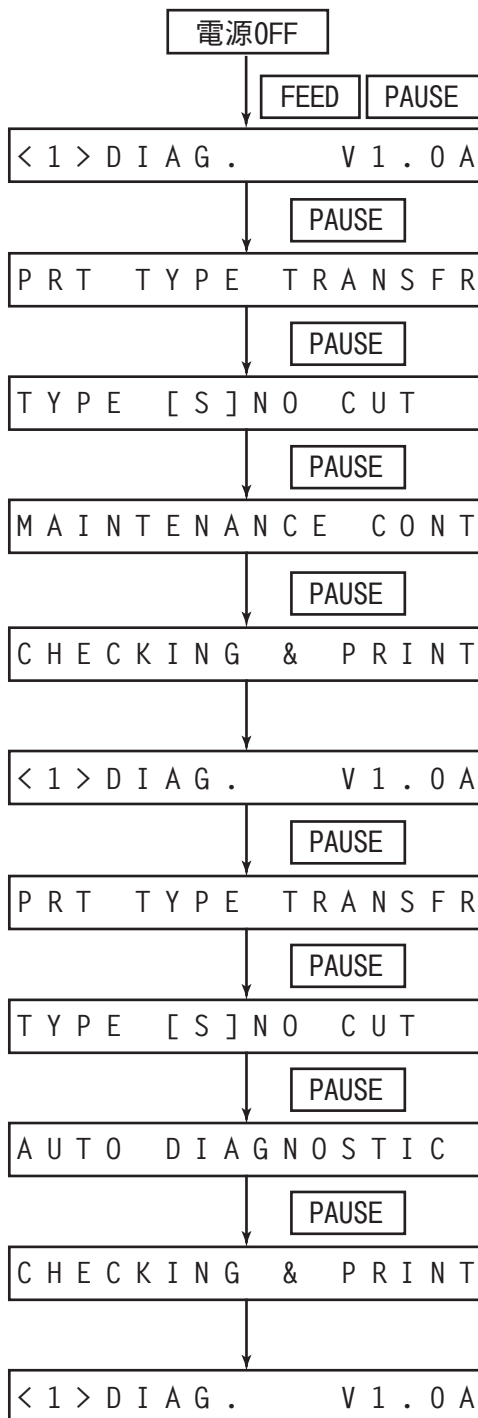 電源OFF
FEED PAUSE
<1>DIAG. V1.0A
PAUSE
PRT TYPE TRANSFR
PAUSE
TYPE [S]NO CUT
PAUSE
MAINTENANCE CONT
PAUSE
CHECKING & PRINT
<1>DIAG. V1.0A
PAUSE
PRT TYPE TRANSFR
PAUSE
TYPE [S]NO CUT
PAUSE
AUTO DIAGNOSTIC
PAUSE
CHECKING & PRINT
<1>DIAG. V1.0A